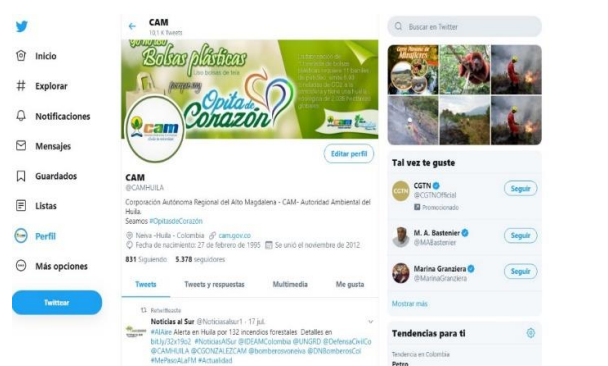 Inicio
Explorar
Notificaciones
Mensajes
Guardados
Listas
Perfil
Más opciones
Twittear
CAM
10,1 K Tweets
Bolsas plásticas
Opita de
Corazón
cam
Editar perfil
CAM
@CAMHUILA
Corporación Autónoma Regional del Alto Magdalena - CAM- Autoridad Ambiental del
Huila.
Seamos #OpitasdeCorazón
Neiva -Huila - Colombia cam.gov.co
Fecha de nacimiento: 27 de febrero de 1995 Se unió el noviembre de 2012
831 Siguiendo 5.378 seguidores
Tweets Tweets y respuestas Multimedia Me gusta
Noticias al Sur @Noticiasalsur1 · 17 jul.
#AlAire Alerta en Huila por 132 incendios forestales Detalles en
bit.ly/32x19s2 #NoticiasAlSur @IDEAMColombia @UNGRD @DefensaCivilCo
@CAMHUILA @CGONZALEZCAM @bomberosneiva @DNBomberosCol
#MePasoALaFM #Actualidad
Buscar en Twitter
Tal vez te guste
CGTN
CGTN
@CGTNOfficial
Promocionado
Seguir
M. A. Bastenier
@MABastenier
Seguir
Marina Granziera
@MarinaGranziera
Seguir
Mostrar más
Tendencias para ti
Tendencia en Colombia
Petro